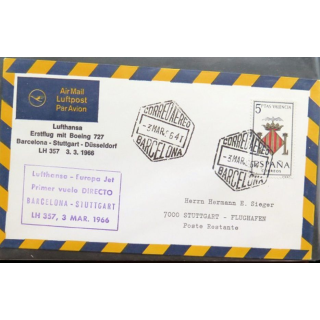 Air Mail
Luftpost
Par Avion
Lufthansa
Erstflug mit Boeing 727
Barcelona - Stuttgart - Düsseldorf
LH 357 3. 3. 1966
CORREO AEREO
-3 MAR. 64
BARCELONA
CORREO AEREO
-3 MAR.
BARCELONA
5 PTAS VALENCIA
ESPAÑA
CORREOS
Lufthansa - Europa Jet
Primer vuelo DIRECTO
BARCELONA - STUTTGART
LH 357, 3 MAR. 1966
Herrn Hermann E. Sieger
7000 STUTTGART - FLUGHAFEN
Poste Restante